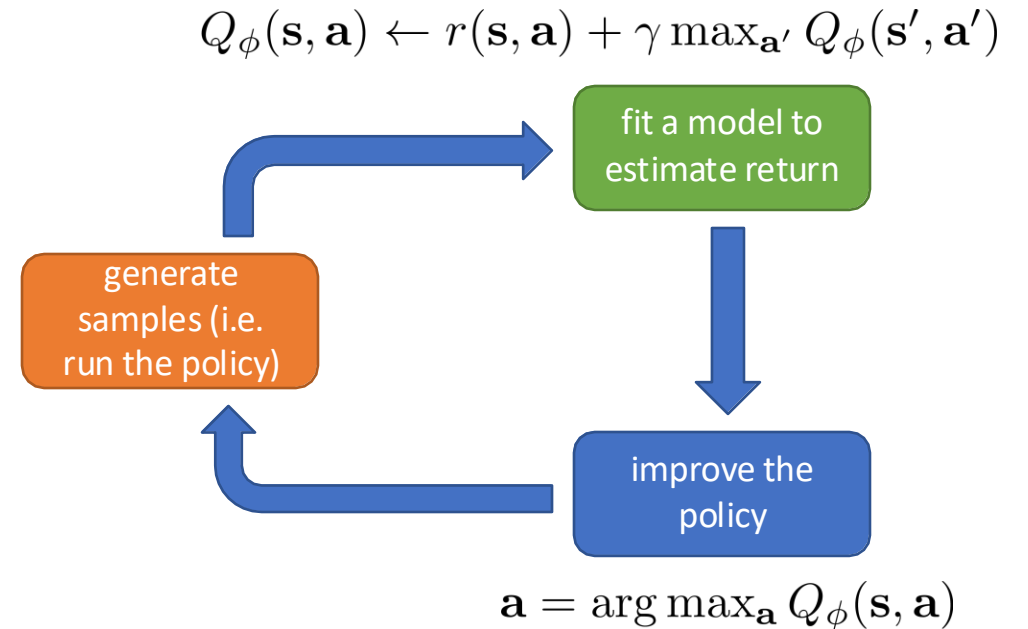 Q_ϕ(s, a) ← r(s, a) + γ max_a′ Q_ϕ(s′, a′)
fit a model to
estimate return
generate
samples (i.e.
run the policy)
improve the
policy
a = arg max_a Q_ϕ(s, a)